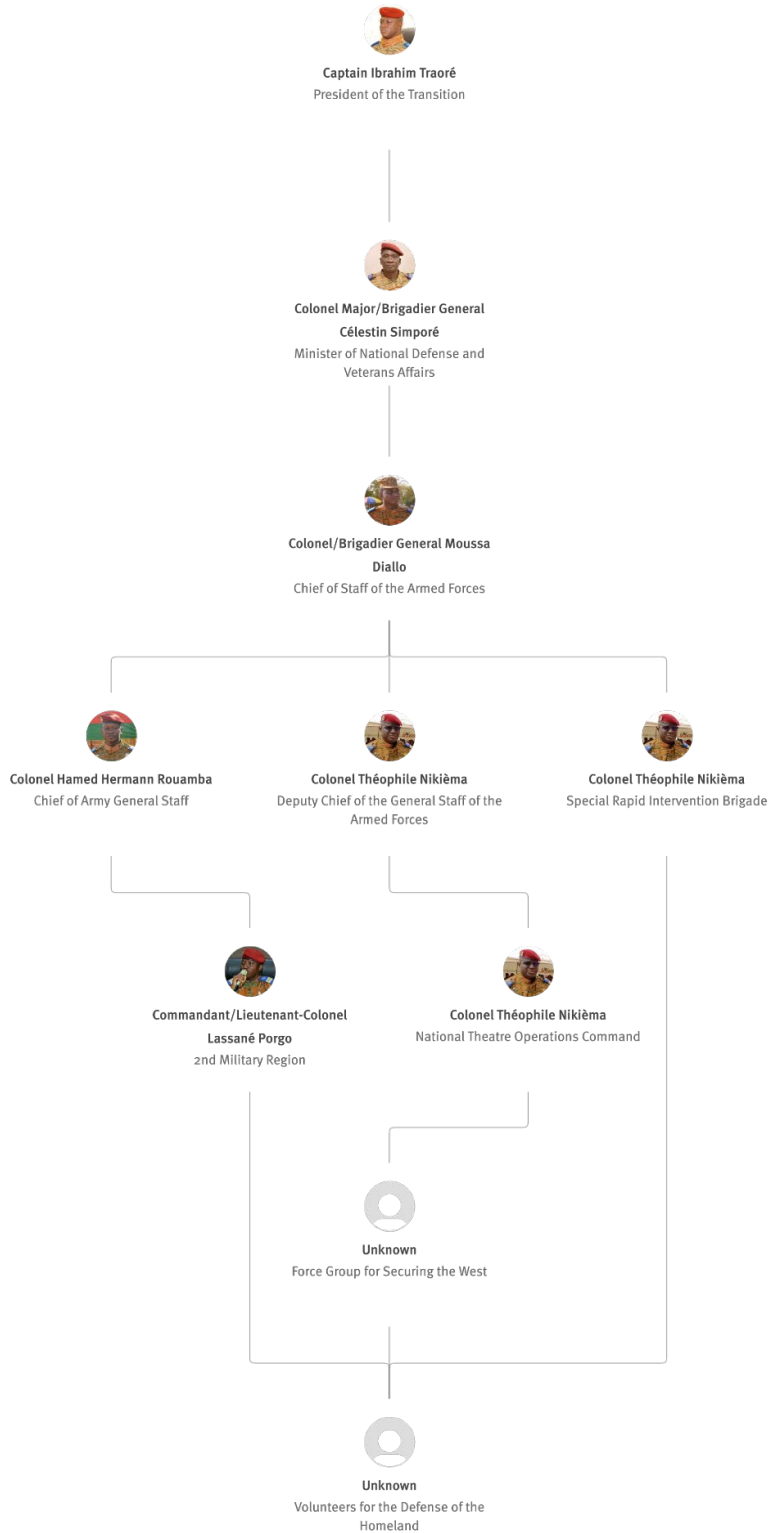 Captain Ibrahim Traoré
President of the Transition
Colonel Major/Brigadier General
Célestin Simporé
Minister of National Defense and
Veterans Affairs
Colonel/Brigadier General Moussa
Diallo
Chief of Staff of the Armed Forces
Colonel Hamed Hermann Rouamba
Chief of Army General Staff
Colonel Théophile Nikièma
Deputy Chief of the General Staff of the
Armed Forces
Colonel Théophile Nikièma
Special Rapid Intervention Brigade
Commandant/Lieutenant-Colonel
Lassané Porgo
2nd Military Region
Colonel Théophile Nikièma
National Theatre Operations Command
Unknown
Force Group for Securing the West
Unknown
Volunteers for the Defense of the
Homeland